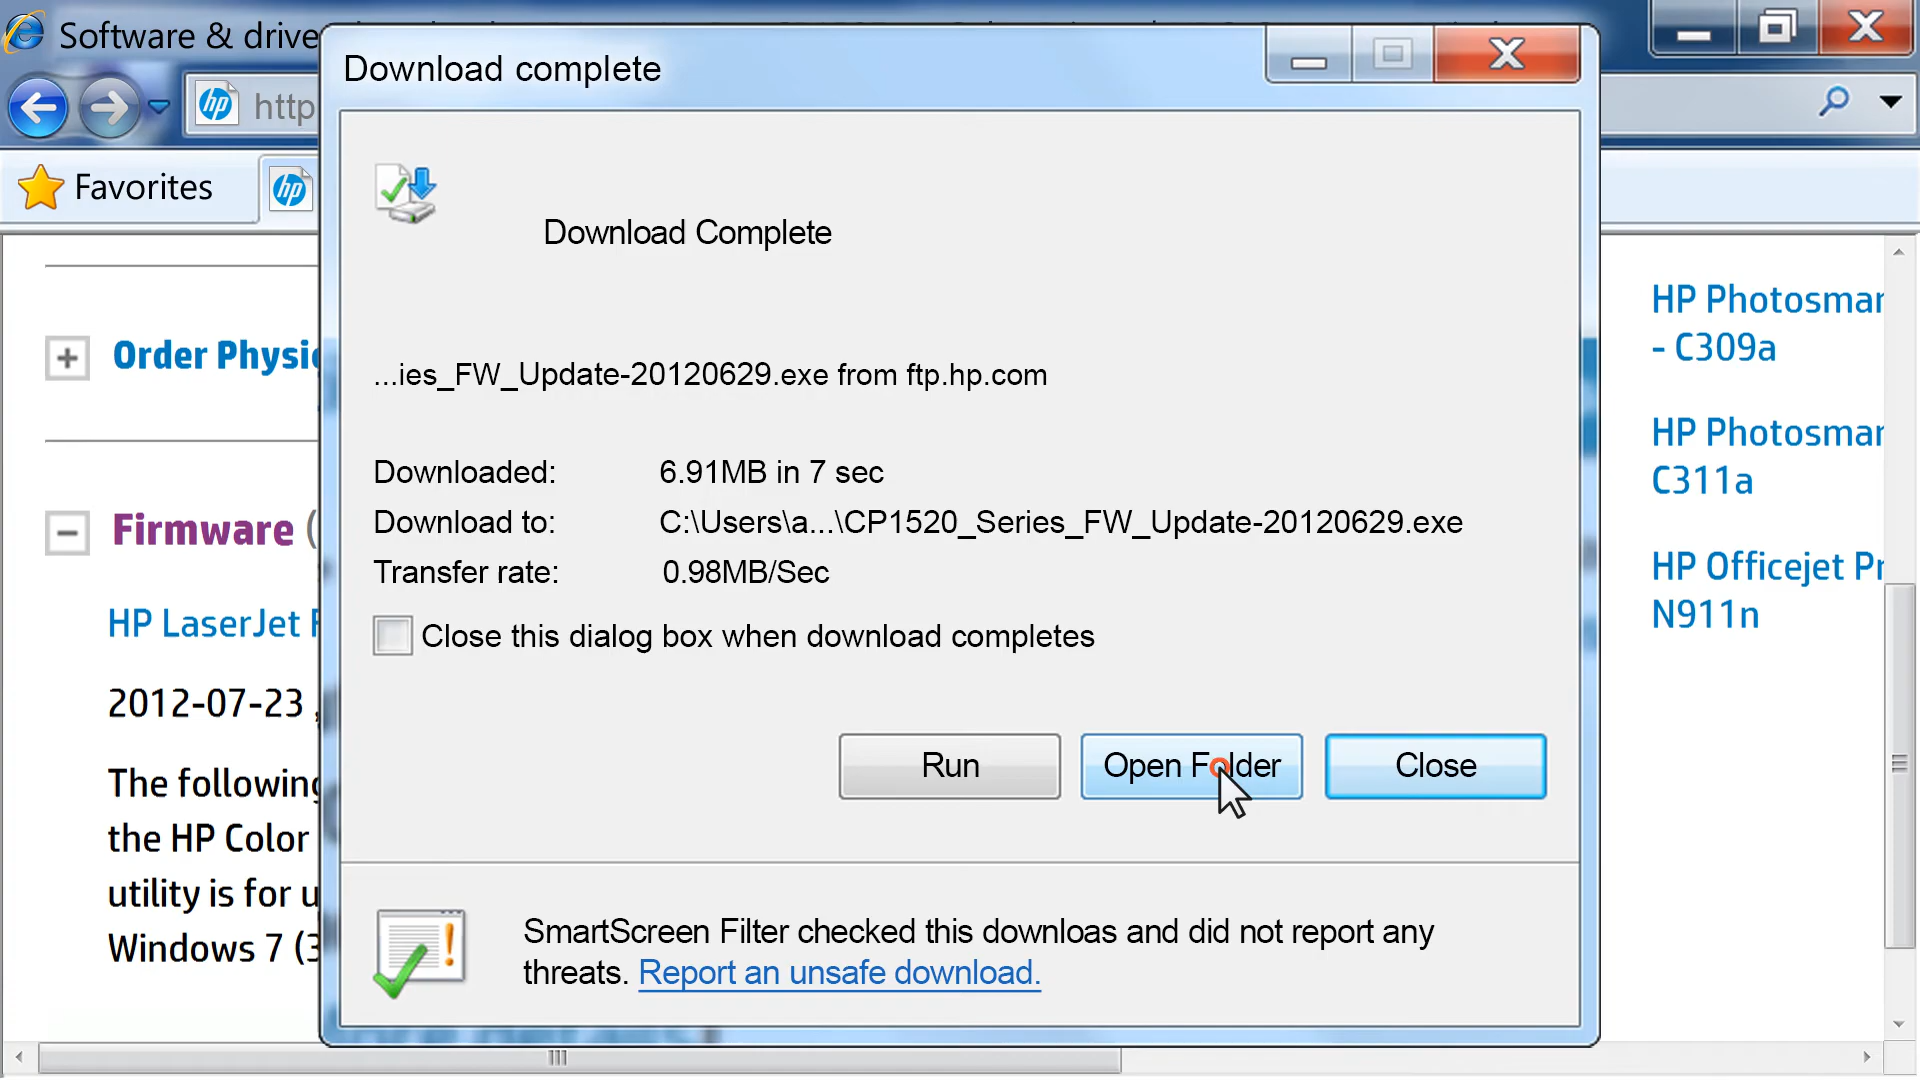 Software & drive
Download complete
http
Favorites
Download Complete
...ies_FW_Update-20120629.exe from ftp.hp.com
Downloaded: 6.91MB in 7 sec
Download to: C:\Users\a...\CP1520_Series_FW_Update-20120629.exe
Transfer rate: 0.98MB/Sec
Close this dialog box when download completes
Run
Open Folder
Close
SmartScreen Filter checked this downloas and did not report any
threats. Report an unsafe download.
Order Physic
Firmware (
HP LaserJet P
2012-07-23 ,
The following
the HP Color
utility is for u
Windows 7 (3
HP Photosmar
- C309a
HP Photosmar
C311a
HP Officejet Pr
N911n